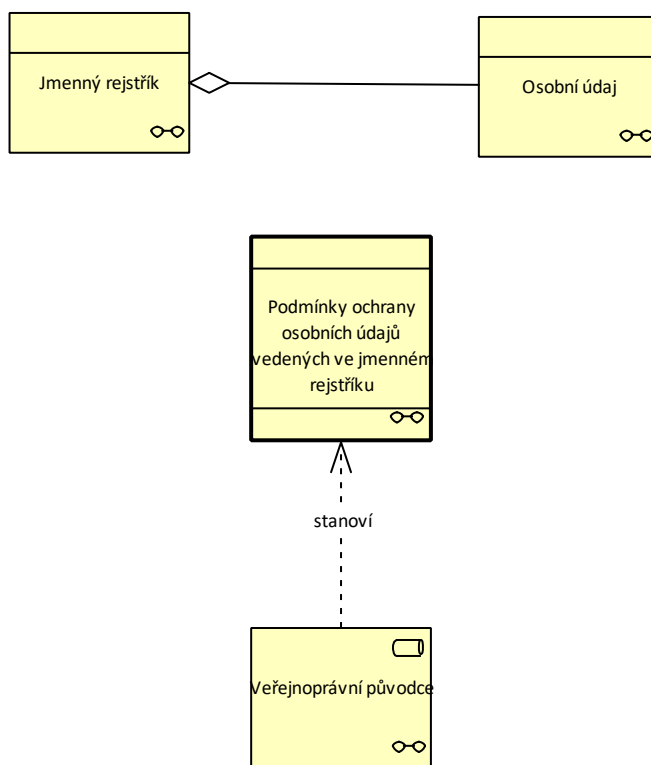 Jmenný rejstřík
Osobní údaj
Podmínky ochrany
osobních údajů
vedených ve jmenném
rejstříku
stanoví
Veřejnoprávní původce